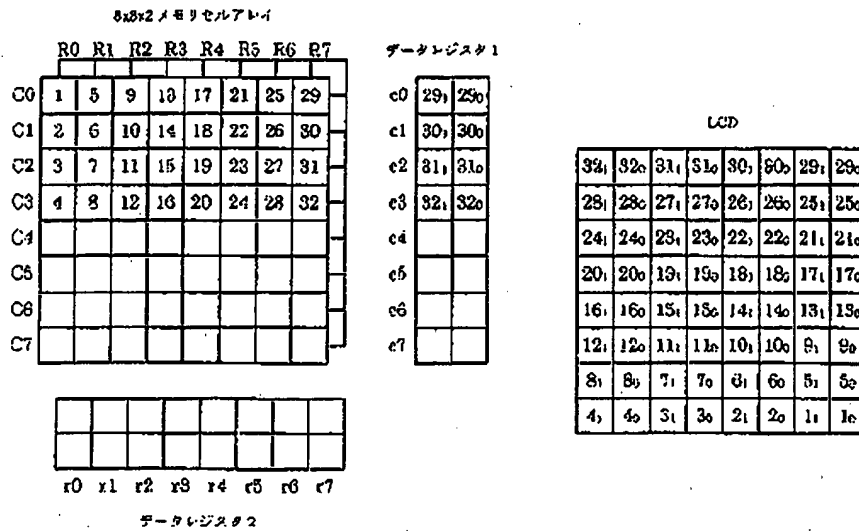 8x8x2 メモリセルアレイ
R0 R1 R2 R3 R4 R5 R6 R7
C0 1 5 9 13 17 21 25 29
C1 2 6 10 14 18 22 26 30
C2 3 7 11 15 19 23 27 31
C3 4 8 12 16 20 24 28 32
C4
C5
C6
C7
データレジスタ1
c0 29₁ 29₀
c1 30₁ 30₀
c2 31₁ 31₀
c3 32₁ 32₀
c4
c5
c6
c7
LCD
32₁ 32₀ 31₁ 31₀ 30₁ 30₀ 29₁ 29₀
28₁ 28₀ 27₁ 27₀ 26₁ 26₀ 25₁ 25₀
24₁ 24₀ 23₁ 23₀ 22₁ 22₀ 21₁ 21₀
20₁ 20₀ 19₁ 19₀ 18₁ 18₀ 17₁ 17₀
16₁ 16₀ 15₁ 15₀ 14₁ 14₀ 13₁ 13₀
12₁ 12₀ 11₁ 11₀ 10₁ 10₀ 9₁ 9₀
8₁ 8₀ 7₁ 7₀ 6₁ 6₀ 5₁ 5₀
4₁ 4₀ 3₁ 3₀ 2₁ 2₀ 1₁ 1₀
r0 r1 r2 r3 r4 r5 r6 r7
データレジスタ2